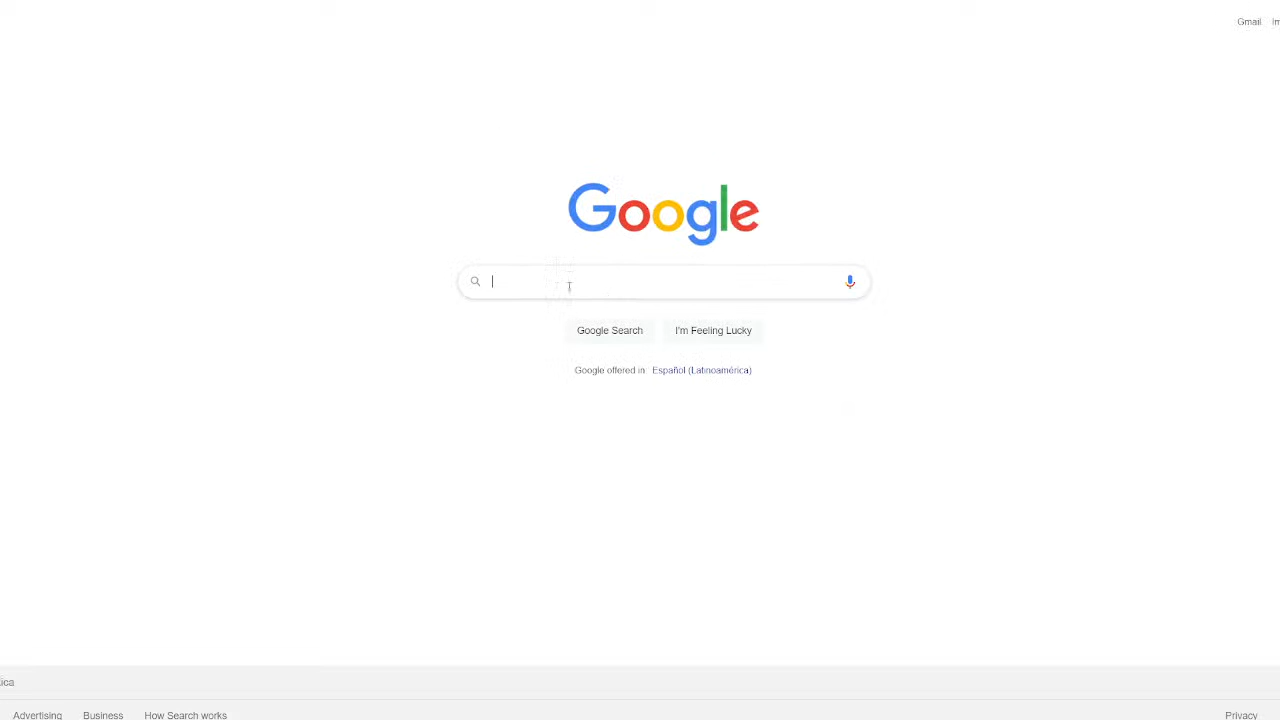 Gmail
Google
Google Search I'm Feeling Lucky
Google offered in: Español (Latinoamérica)
Advertising Business How Search works Privacy